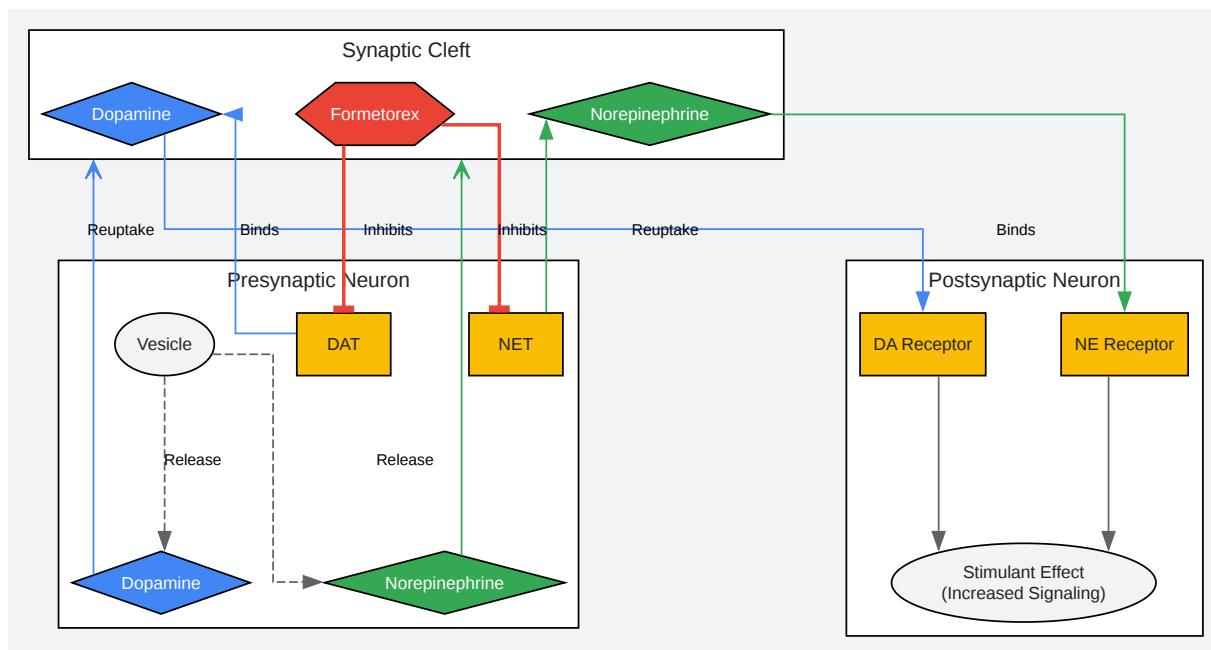 Synaptic Cleft
Dopamine
Formetorex
Norepinephrine
Reuptake
Binds
Inhibits
Inhibits
Reuptake
Binds
Presynaptic Neuron
Postsynaptic Neuron
Vesicle
DAT
NET
DA Receptor
NE Receptor
Release
Release
Dopamine
Norepinephrine
Stimulant Effect
(Increased Signaling)